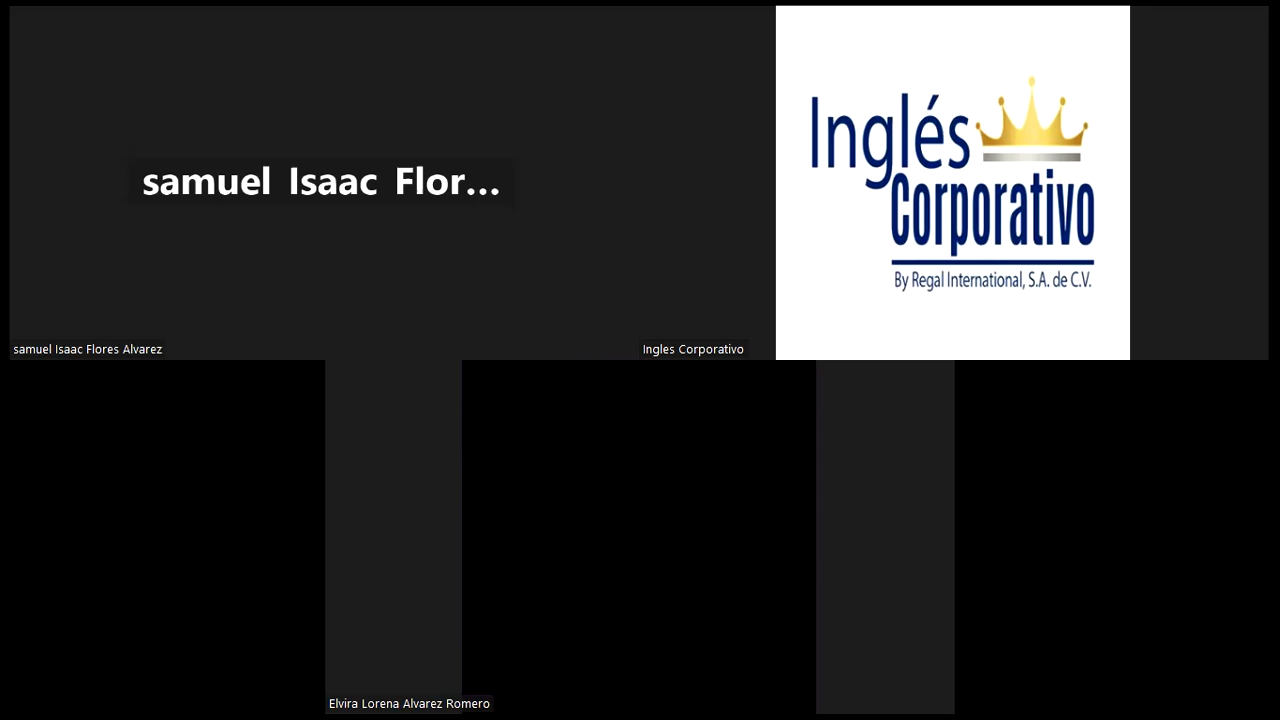 samuel Isaac Flor...
samuel Isaac Flores Alvarez
Inglés
Corporativo
By Regal International, S.A. de C.V.
Ingles Corporativo
Elvira Lorena Alvarez Romero